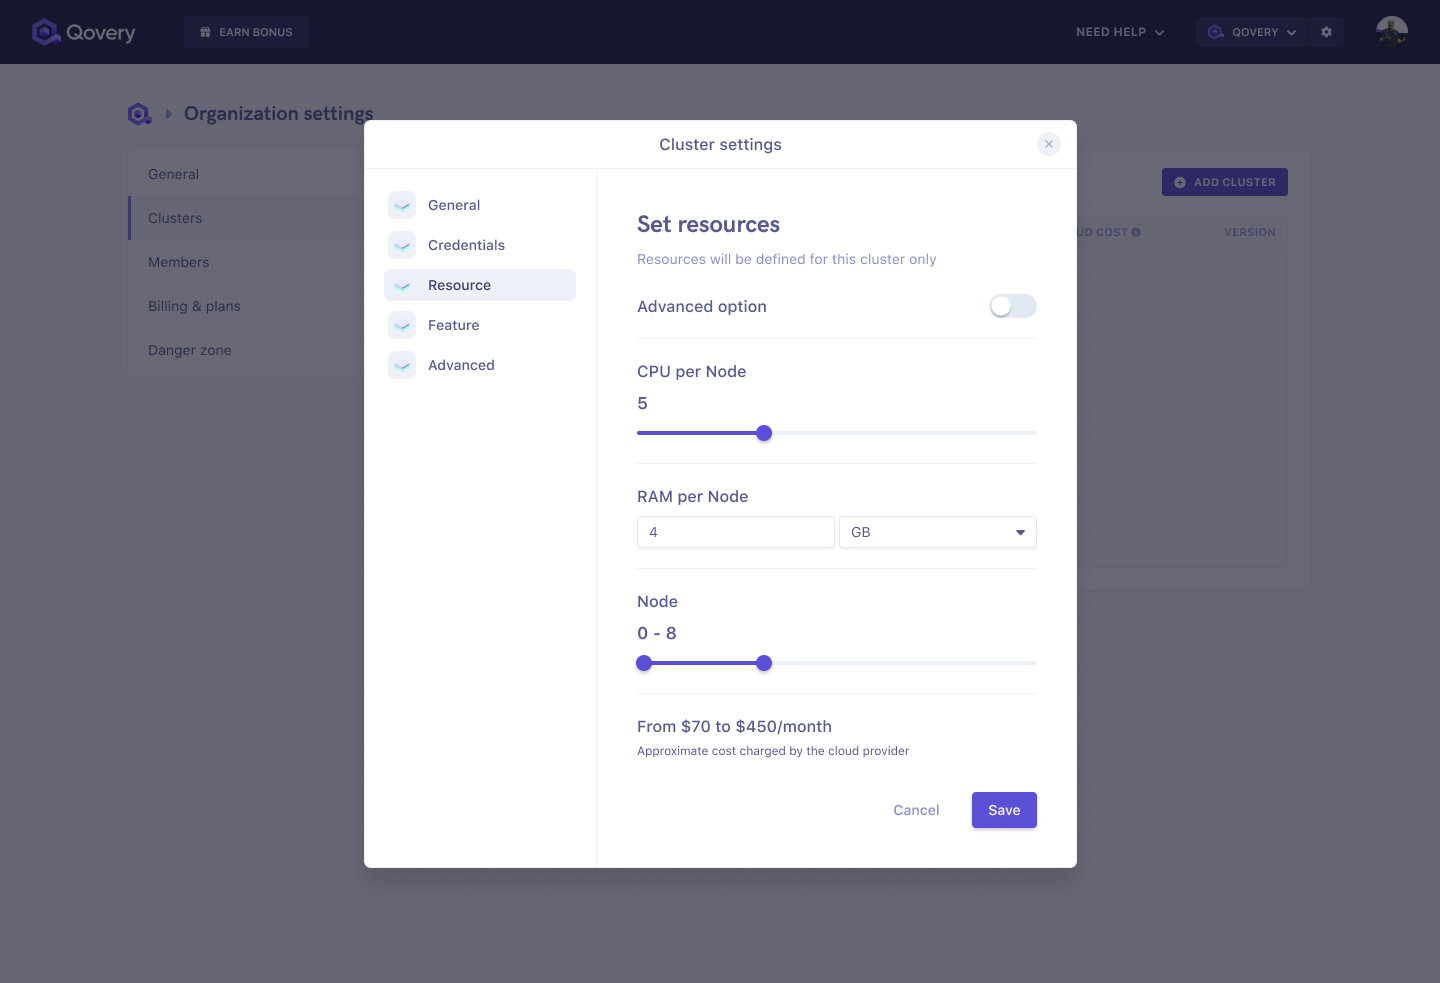 Qovery
EARN BONUS
NEED HELP
QOVERY
Organization settings
General
Clusters
Members
Billing & plans
Danger zone
ADD CLUSTER
UD COST
VERSION
Cluster settings
General
Credentials
Resource
Feature
Advanced
Set resources
Resources will be defined for this cluster only
Advanced option
CPU per Node
5
RAM per Node
4 GB
Node
0 - 8
From $70 to $450/month
Approximate cost charged by the cloud provider
Cancel Save